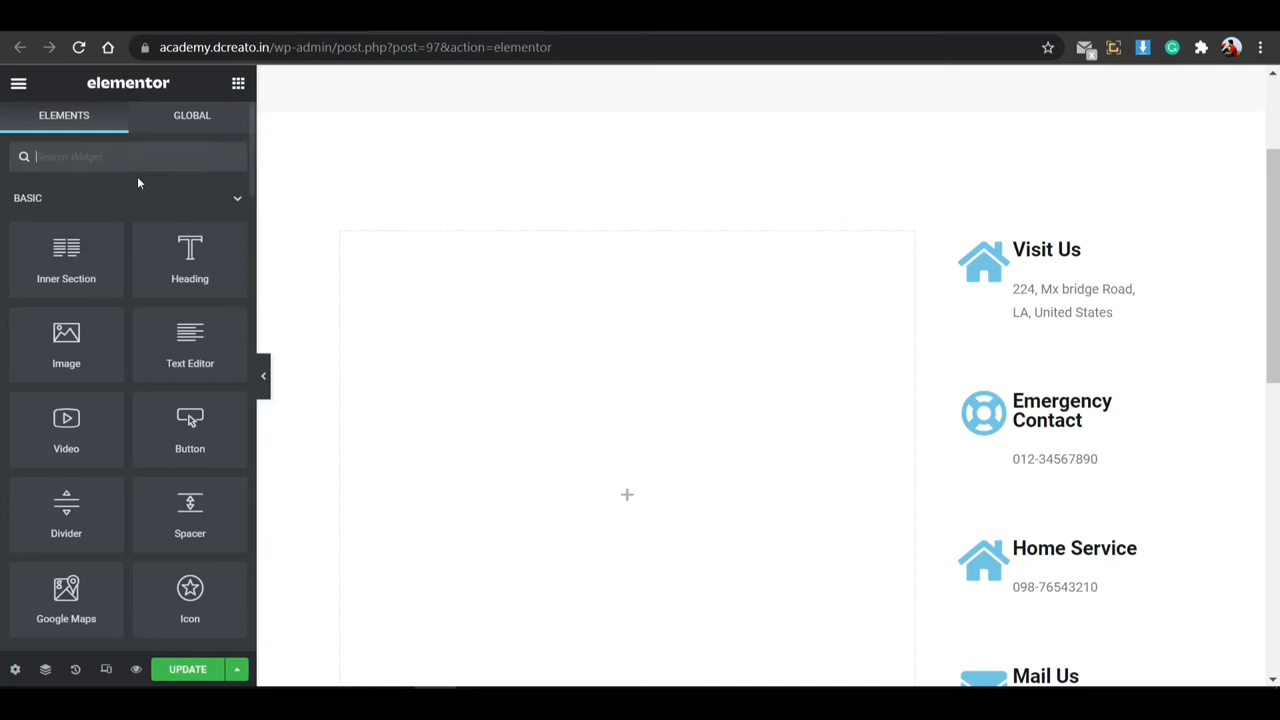 academy.dcreato.in/wp-admin/post.php?post=97&action=elementor
elementor
ELEMENTS
GLOBAL
Search Widget
BASIC
Inner Section
Heading
Image
Text Editor
Video
Button
Divider
Spacer
Google Maps
Icon
UPDATE
Visit Us
224, Mx bridge Road,
LA, United States
Emergency
Contact
012-34567890
Home Service
098-76543210
Mail Us